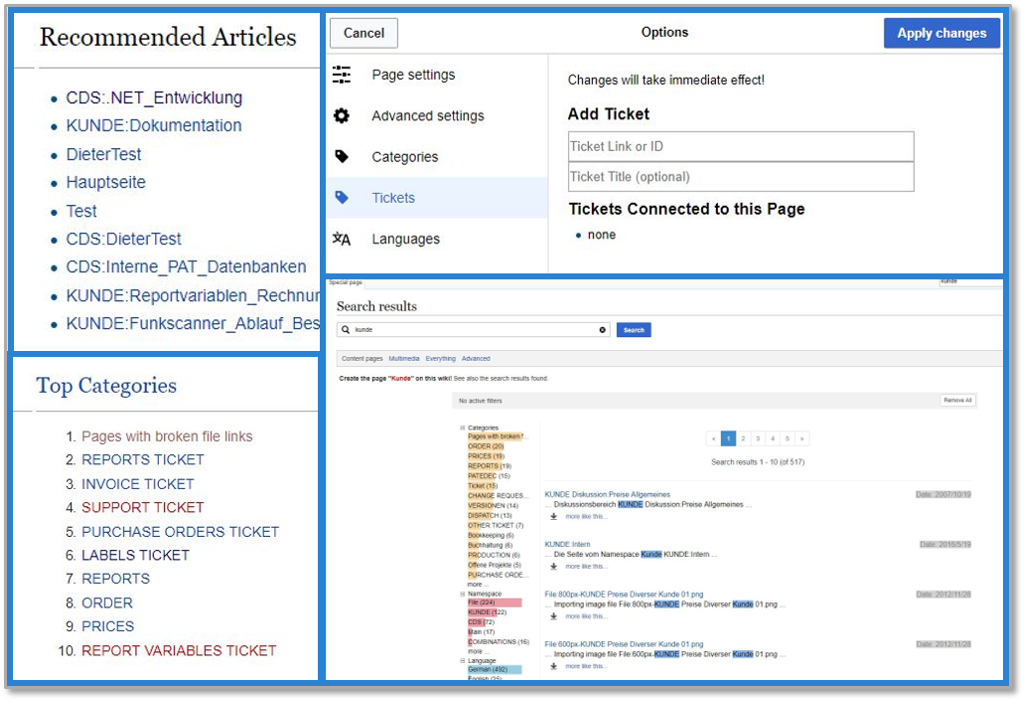 Recommended Articles
CDS:.NET_Entwicklung
KUNDE:Dokumentation
DieterTest
Hauptseite
Test
CDS:DieterTest
CDS:Interne_PAT_Datenbanken
KUNDE:Reportvariablen_Rechnun
KUNDE:Funkscanner_Ablauf_Bes
Top Categories
1. Pages with broken file links
2. REPORTS TICKET
3. INVOICE TICKET
4. SUPPORT TICKET
5. PURCHASE ORDERS TICKET
6. LABELS TICKET
7. REPORTS
8. ORDER
9. PRICES
10. REPORT VARIABLES TICKET
Cancel Options Apply changes
Page settings
Advanced settings
Categories
Tickets
Languages
Changes will take immediate effect!
Add Ticket
Ticket Link or ID
Ticket Title (optional)
Tickets Connected to this Page
none
Special page Kunde
Search results
kunde Search
Content pages Multimedia Everything Advanced
Create the page "Kunde" on this wiki! See also the search results found.
No active filters Remove All
Categories
Pages with broken f...
ORDER (20)
PRICES (19)
REPORTS (19)
PATEDEC (15)
Ticket (15)
CHANGE REQUES...
VERSIONEN (14)
DISPATCH (13)
OTHER TICKET (7)
Bookkeeping (6)
Buchhaltung (6)
PRODUCTION (6)
Offene Projekte (5)
PURCHASE ORDE...
more ...
Namespace
File (224)
KUNDE (122)
CDS (72)
Main (17)
COMBINATIONS (16)
more ...
Language
German (492)
English (25)
« 1 2 3 4 5 »
Search results 1 - 10 (of 517)
KUNDE Diskussion:Preise Allgemeines Date: 2007/10/19
... Diskussionsbereich KUNDE Diskussion:Preise Allgemeines ...
more like this...
KUNDE:Intern Date: 2016/5/19
... Die Seite vom Namespace Kunde KUNDE:Intern ...
more like this...
File:800px-KUNDE Preise Diverser Kunde 01.png Date: 2012/11/28
... Importing image file File:800px-KUNDE Preise Diverser Kunde 01.png ...
more like this...
File:600px-KUNDE Preise Diverser Kunde 01.png Date: 2012/11/28
... Importing image file File:600px-KUNDE Preise Diverser Kunde 01.png ...
more like this...